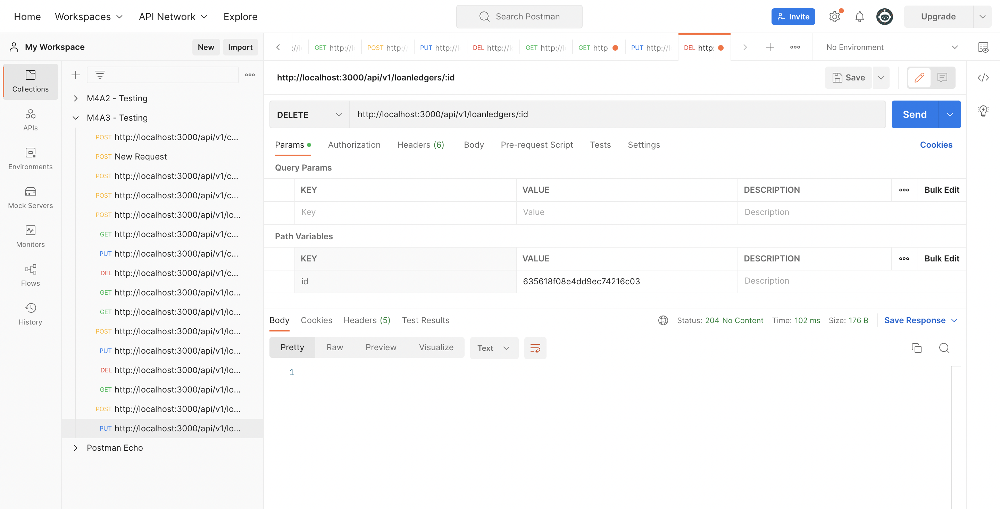 Home Workspaces API Network Explore Search Postman Invite Upgrade
My Workspace New Import
GET http://l POST http:/ PUT http://l DEL http://l GET http://l GET http PUT http://l DEL http: No Environment
Collections
APIs
Environments
Mock Servers
Monitors
Flows
History
M4A2 - Testing
M4A3 - Testing
POST http://localhost:3000/api/v1/c...
POST New Request
POST http://localhost:3000/api/v1/c...
POST http://localhost:3000/api/v1/c...
POST http://localhost:3000/api/v1/lo...
GET http://localhost:3000/api/v1/c...
PUT http://localhost:3000/api/v1/c...
DEL http://localhost:3000/api/v1/c...
GET http://localhost:3000/api/v1/lo...
GET http://localhost:3000/api/v1/lo...
POST http://localhost:3000/api/v1/lo...
PUT http://localhost:3000/api/v1/lo...
DEL http://localhost:3000/api/v1/lo...
GET http://localhost:3000/api/v1/lo...
POST http://localhost:3000/api/v1/lo...
PUT http://localhost:3000/api/v1/lo...
Postman Echo
http://localhost:3000/api/v1/loanledgers/:id Save
DELETE http://localhost:3000/api/v1/loanledgers/:id Send
Params Authorization Headers (6) Body Pre-request Script Tests Settings Cookies
Query Params
KEY VALUE DESCRIPTION Bulk Edit
Key Value Description
Path Variables
KEY VALUE DESCRIPTION Bulk Edit
id 635618f08e4dd9ec74216c03 Description
Body Cookies Headers (5) Test Results Status: 204 No Content Time: 102 ms Size: 176 B Save Response
Pretty Raw Preview Visualize Text
1